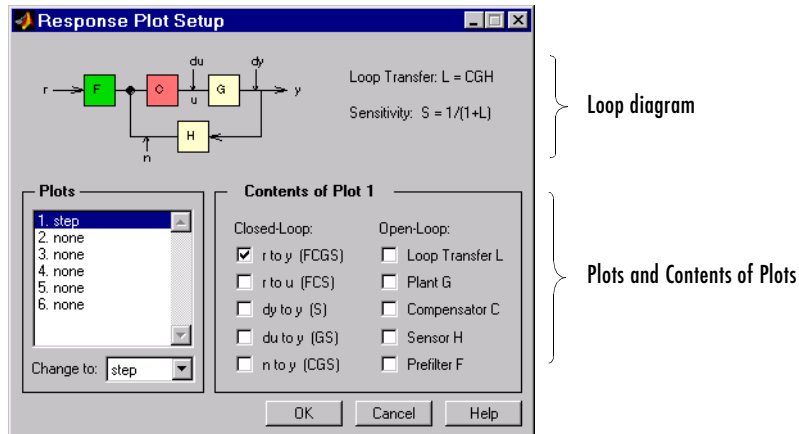 Response Plot Setup
du
dy
r
F
C
G
y
u
H
n
Loop Transfer: L = CGH
Sensitivity: S = 1/(1+L)
Loop diagram
Plots
1. step
2. none
3. none
4. none
5. none
6. none
Change to: step
Contents of Plot 1
Closed-Loop:
r to y (FCGS)
r to u (FCS)
dy to y (S)
du to y (GS)
n to y (CGS)
Open-Loop:
Loop Transfer L
Plant G
Compensator C
Sensor H
Prefilter F
Plots and Contents of Plots
OK
Cancel
Help